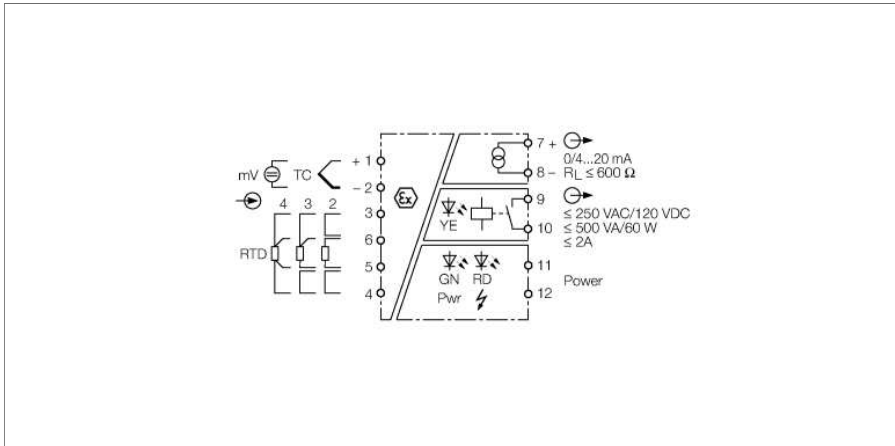 mV TC + 1
− 2
4 3 2
3
RTD
6
5
4
Ex
7 +
0/4...20 mA
8 − RL ≤ 600 Ω
9
YE
≤ 250 VAC/120 VDC
10 ≤ 500 VA/60 W
≤ 2A
11
GN RD
Power
Pwr 12